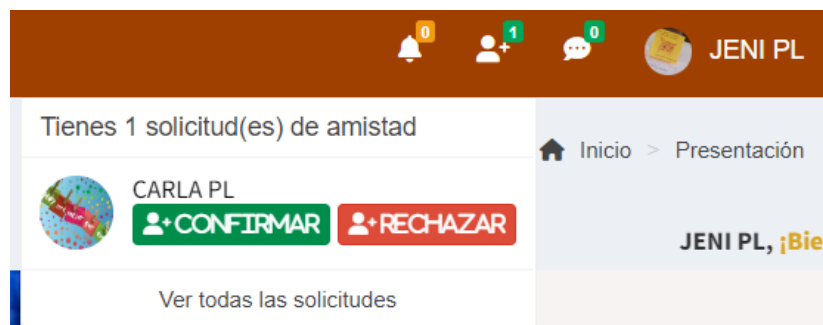 0 1 0 JENI PL
Tienes 1 solicitud(es) de amistad
Inicio > Presentación
CARLA PL
CONFIRMAR RECHAZAR
JENI PL, ¡Bie
Ver todas las solicitudes